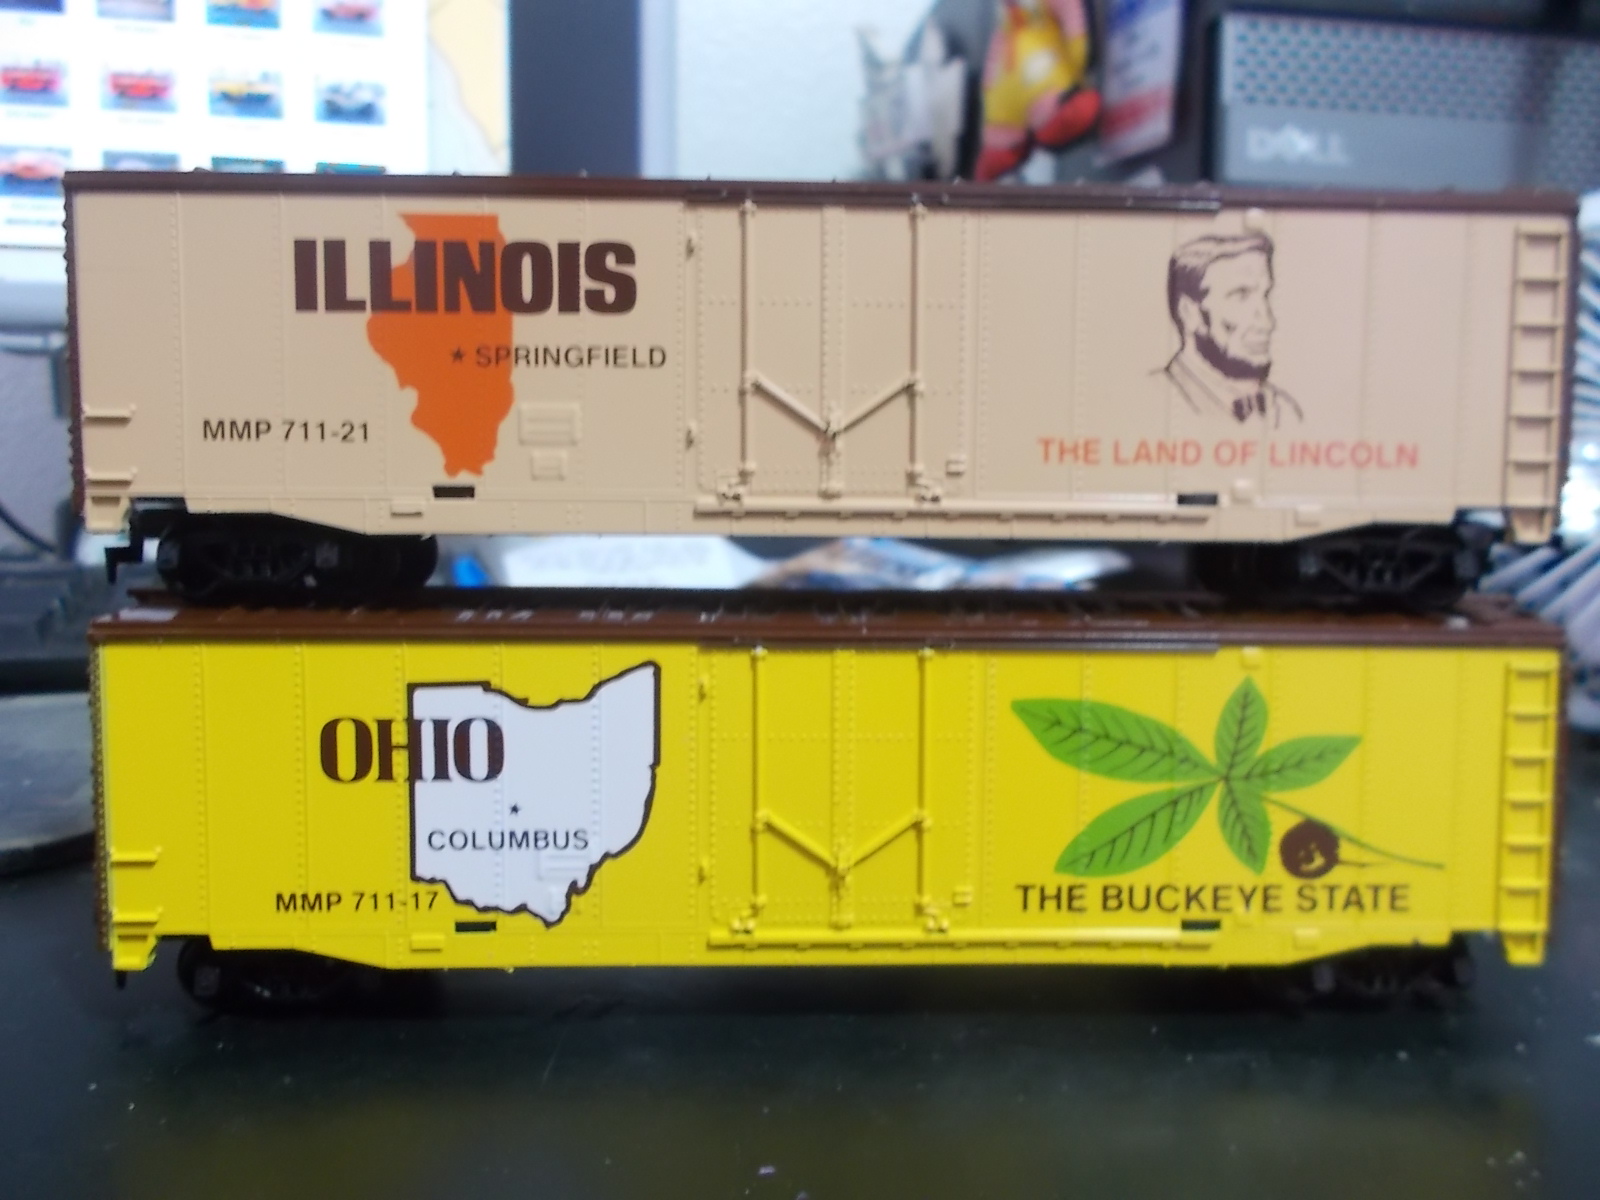 DELL
ILLINOIS
★ SPRINGFIELD
MMP 711-21
THE LAND OF LINCOLN
OHIO
★
COLUMBUS
MMP 711-17
THE BUCKEYE STATE